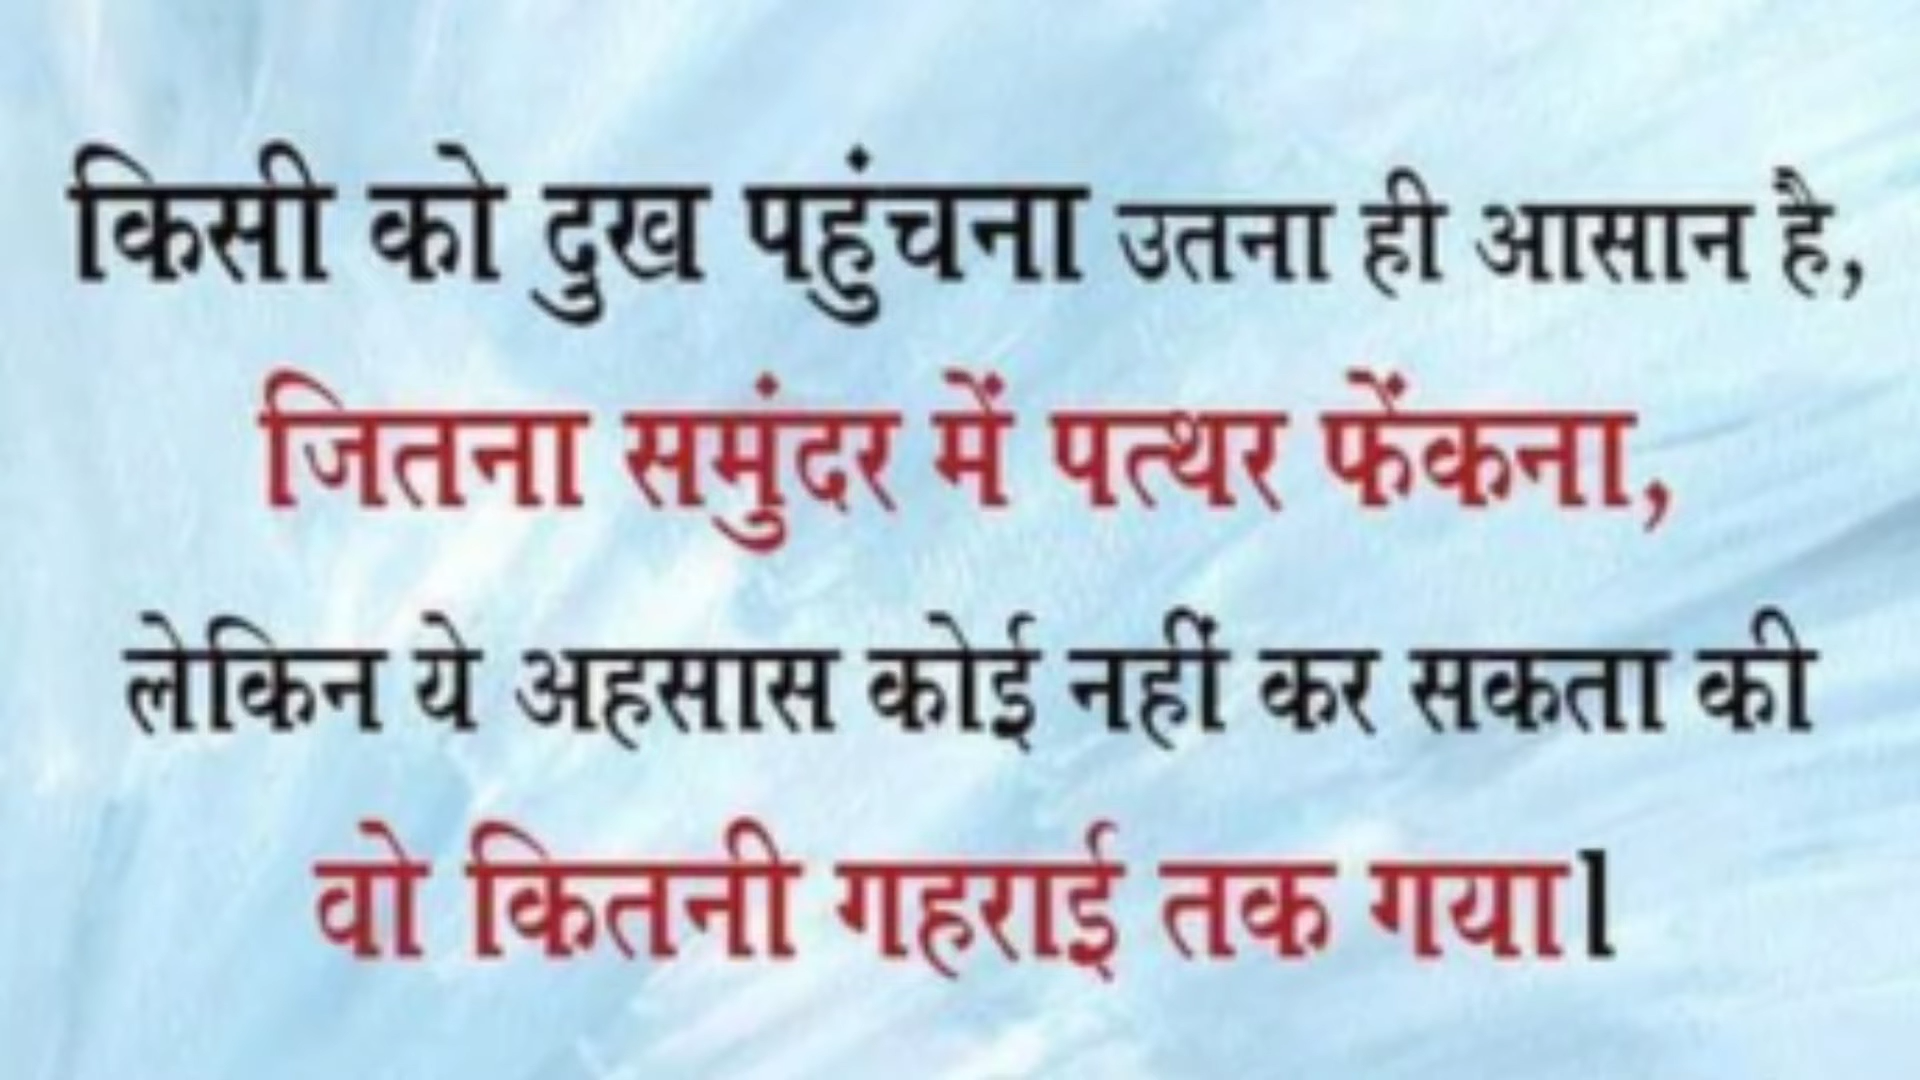 किसी को दुख पहुंचना उतना ही आसान है,
जितना समुंदर में पत्थर फेंकना,
लेकिन ये अहसास कोई नहीं कर सकता की
वो कितनी गहराई तक गया।